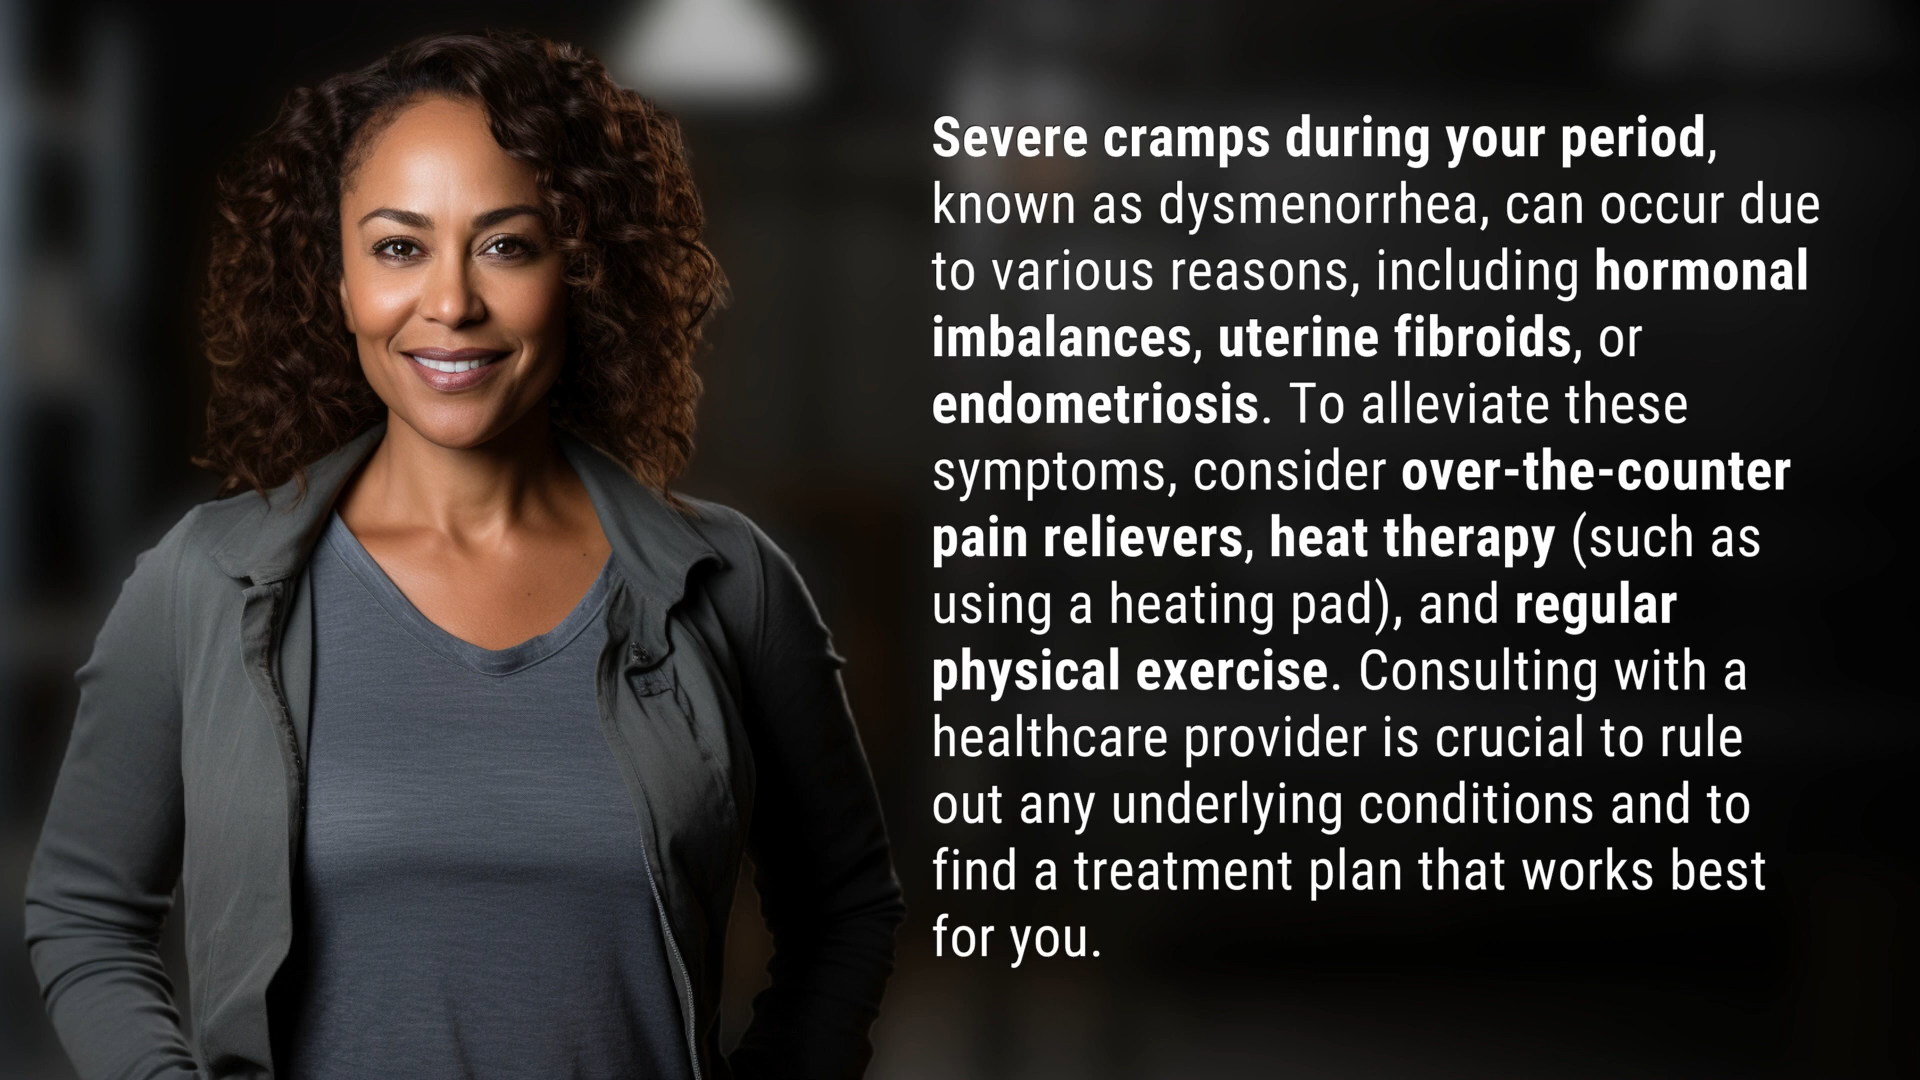 Severe cramps during your period,
known as dysmenorrhea, can occur due
to various reasons, including hormonal
imbalances, uterine fibroids, or
endometriosis. To alleviate these
symptoms, consider over-the-counter
pain relievers, heat therapy (such as
using a heating pad), and regular
physical exercise. Consulting with a
healthcare provider is crucial to rule
out any underlying conditions and to
find a treatment plan that works best
for you.